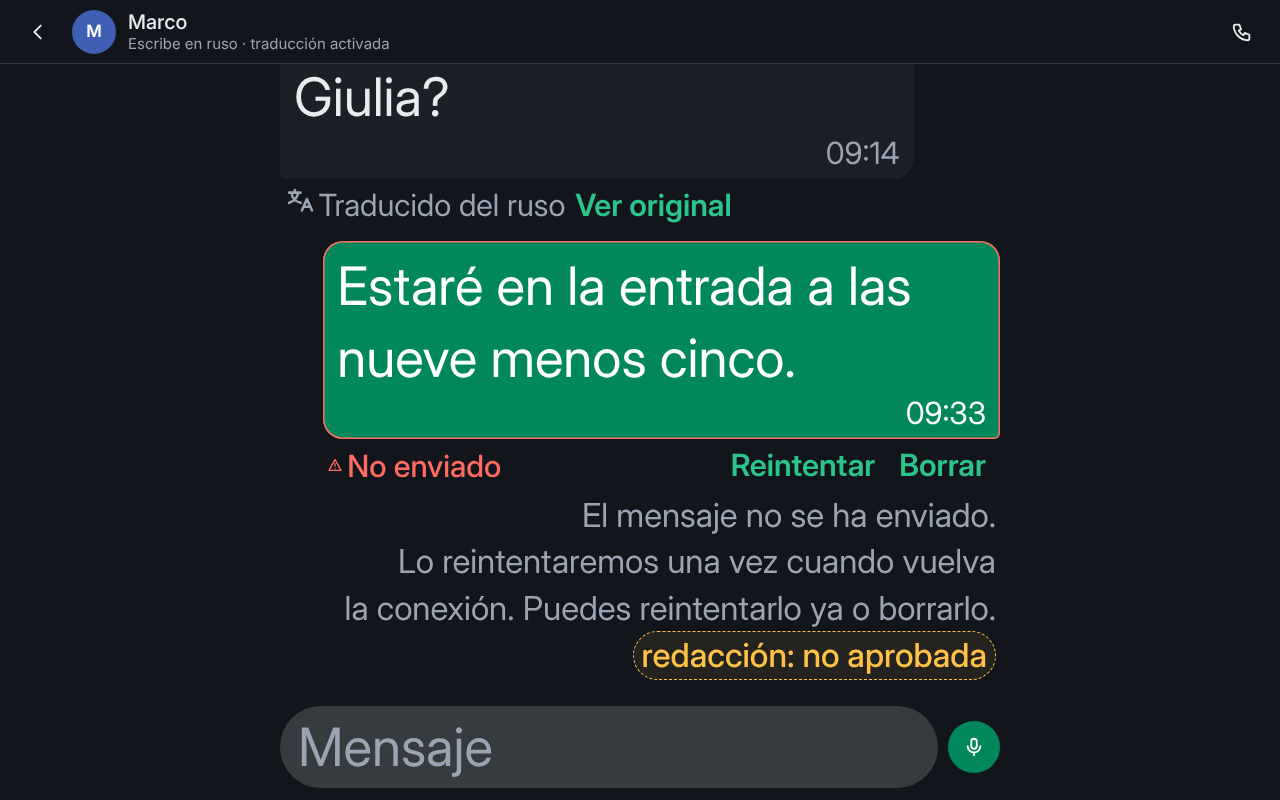 M
Marco
Escribe en ruso · traducción activada
Giulia?
09:14
Traducido del ruso Ver original
Estaré en la entrada a las
nueve menos cinco.
09:33
No enviado Reintentar Borrar
El mensaje no se ha enviado.
Lo reintentaremos una vez cuando vuelva
la conexión. Puedes reintentarlo ya o borrarlo.
redacción: no aprobada
Mensaje